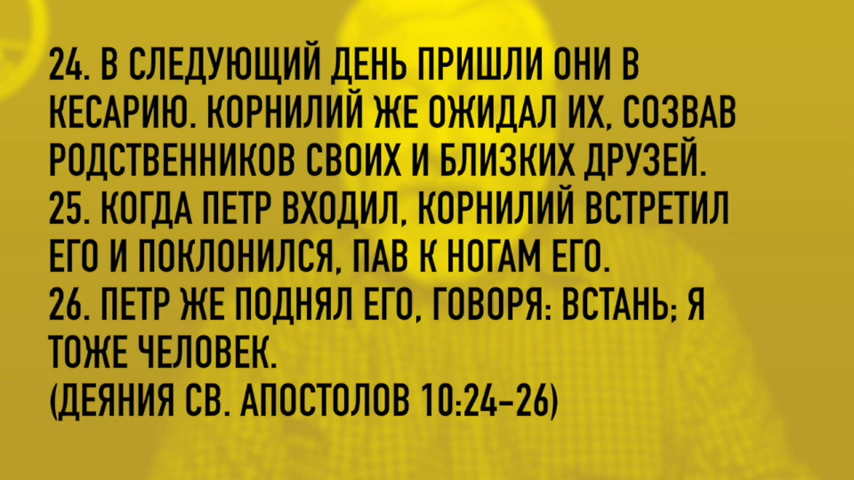 24. В СЛЕДУЮЩИЙ ДЕНЬ ПРИШЛИ ОНИ В
КЕСАРИЮ. КОРНИЛИЙ ЖЕ ОЖИДАЛ ИХ, СОЗВАВ
РОДСТВЕННИКОВ СВОИХ И БЛИЗКИХ ДРУЗЕЙ.
25. КОГДА ПЕТР ВХОДИЛ, КОРНИЛИЙ ВСТРЕТИЛ
ЕГО И ПОКЛОНИЛСЯ, ПАВ К НОГАМ ЕГО.
26. ПЕТР ЖЕ ПОДНЯЛ ЕГО, ГОВОРЯ: ВСТАНЬ; Я
ТОЖЕ ЧЕЛОВЕК.
(ДЕЯНИЯ СВ. АПОСТОЛОВ 10:24-26)